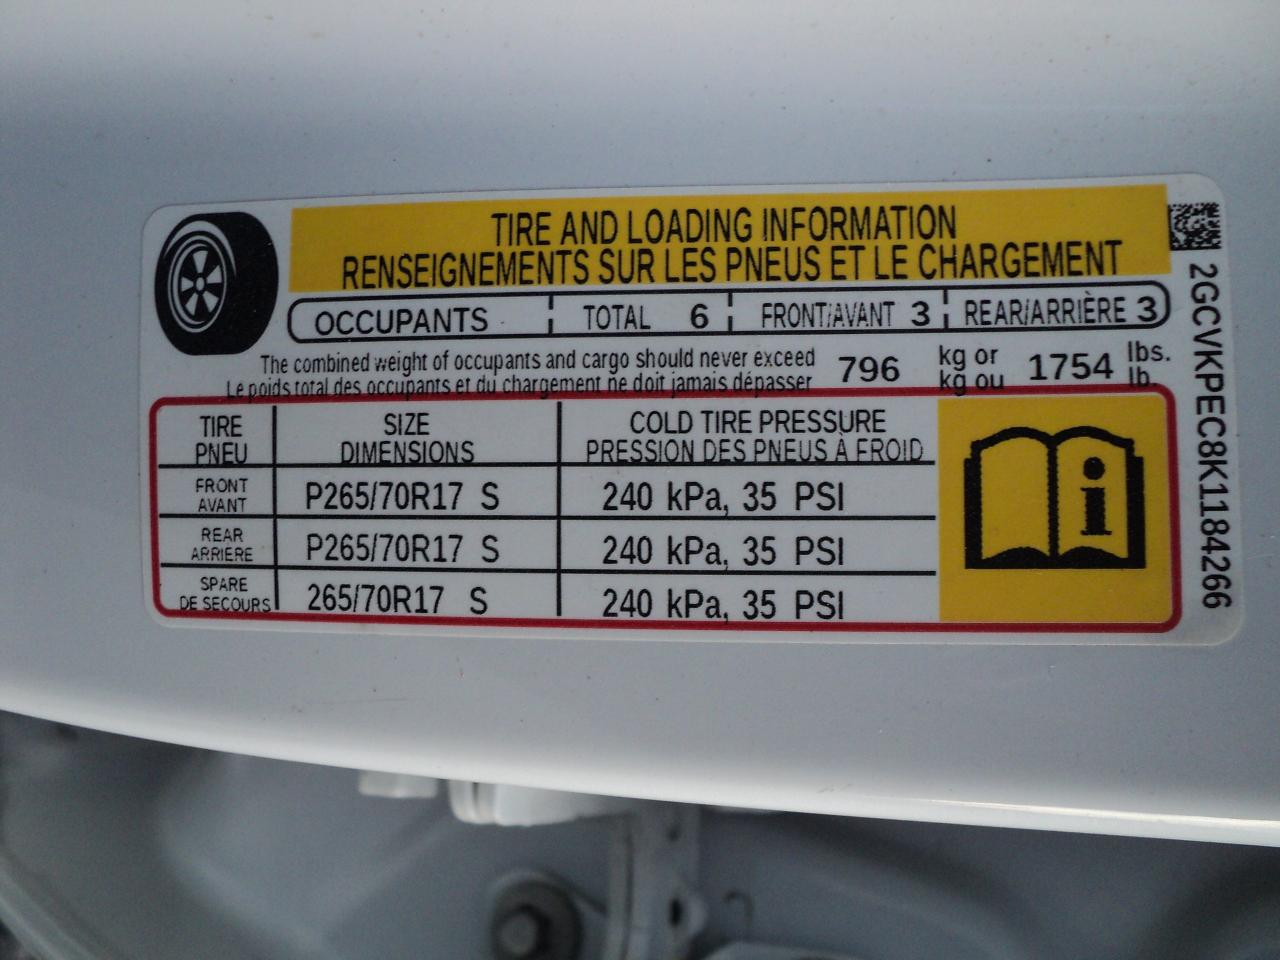 TIRE AND LOADING INFORMATION
RENSEIGNEMENTS SUR LES PNEUS ET LE CHARGEMENT
OCCUPANTS TOTAL 6 FRONT/AVANT 3 REAR/ARRIÈRE 3
The combined weight of occupants and cargo should never exceed 796 kg or 1754 lbs.
Le poids total des occupants et du chargement ne doit jamais dépasser kg ou lb.
TIRE SIZE COLD TIRE PRESSURE
PNEU DIMENSIONS PRESSION DES PNEUS À FROID
FRONT
AVANT P265/70R17 S 240 kPa, 35 PSI
REAR
ARRIERE P265/70R17 S 240 kPa, 35 PSI
SPARE
DE SECOURS 265/70R17 S 240 kPa, 35 PSI
2GCVKPEC8K1184266